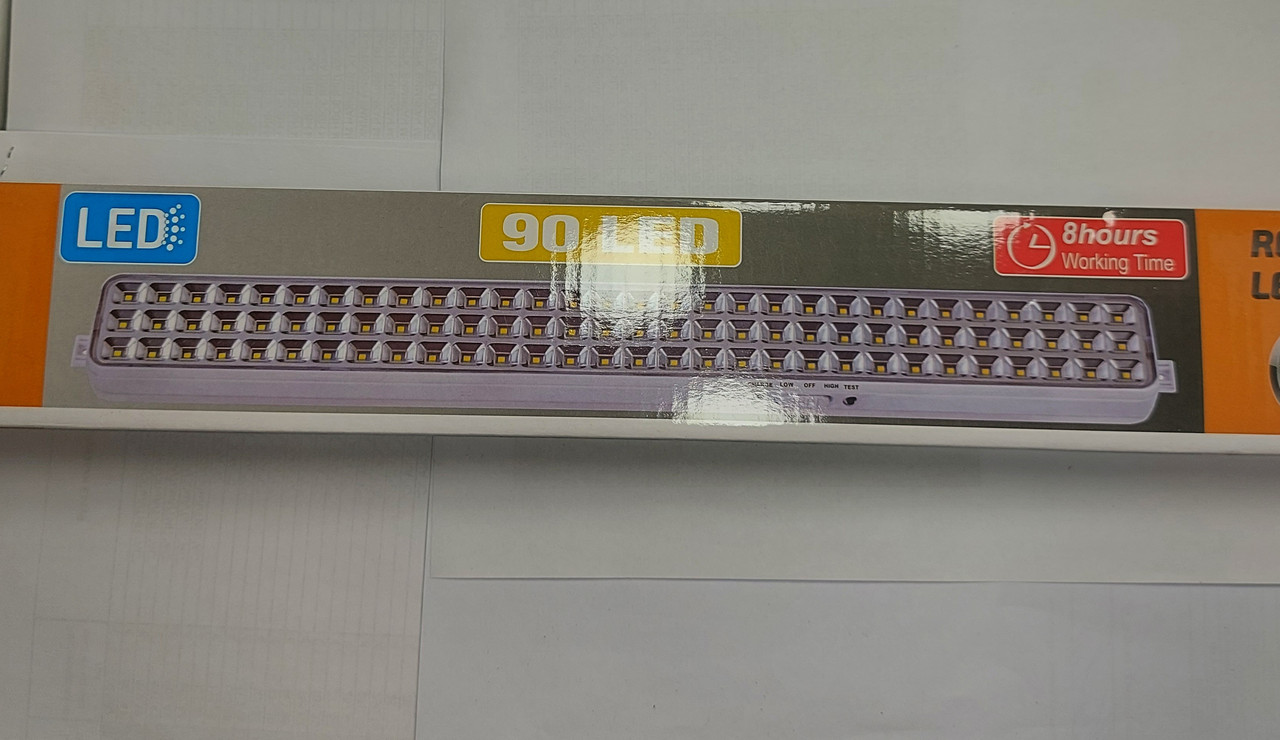 LED
90 LED
8hours
Working Time
LOW OFF HIGH TEST